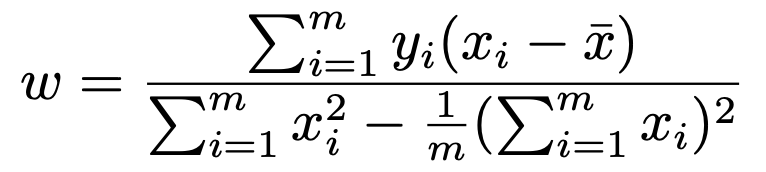 w = \frac{\sum_{i=1}^{m} y_i(x_i - \bar{x})}{\sum_{i=1}^{m} x_i^2 - \frac{1}{m}(\sum_{i=1}^{m} x_i)^2}